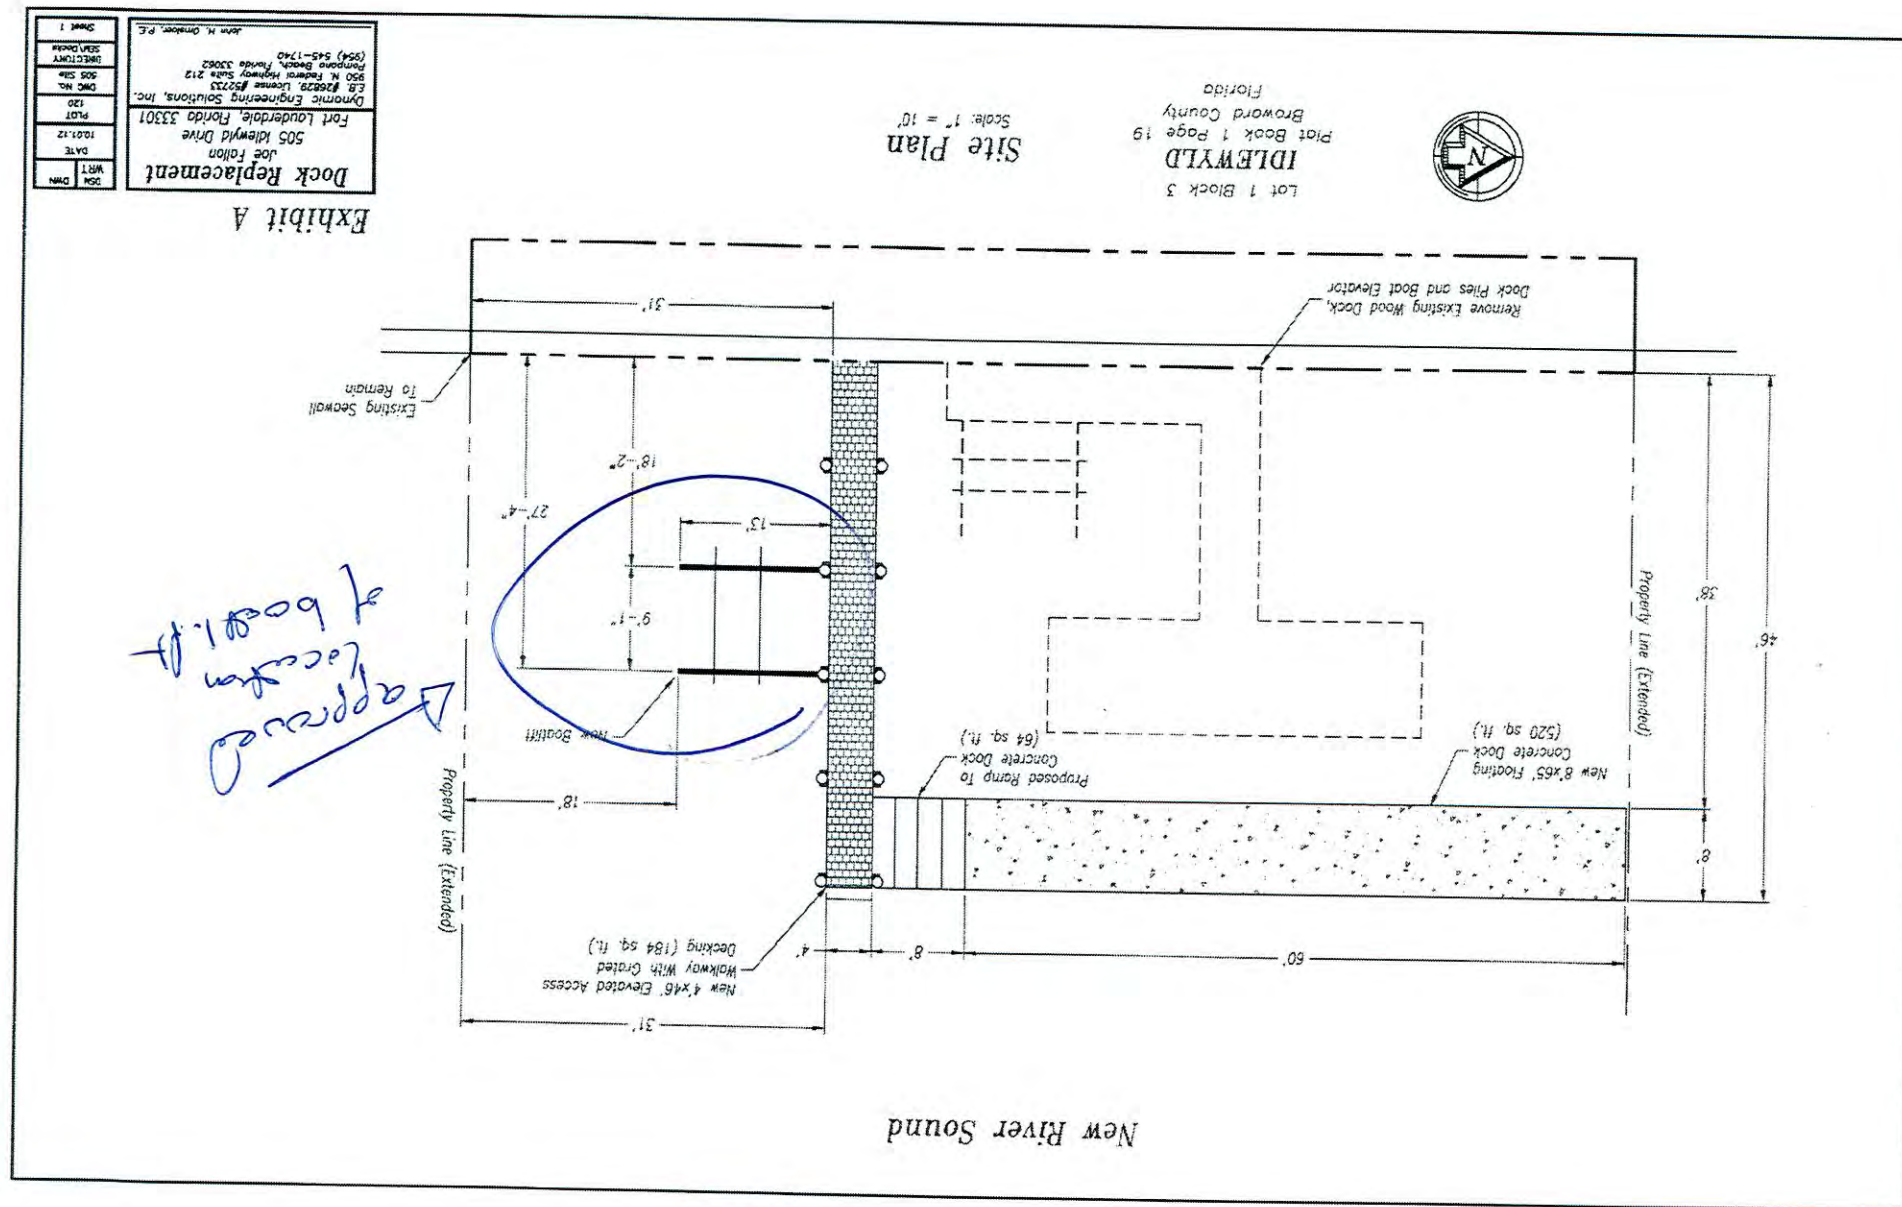 New River Sound
31'
New 4'x46' Elevated Access
Walkway With Grated
Decking (184 sq. ft.)
60'
8'
4'
8'
New 8'x65' Floating
Concrete Dock
(520 sq. ft.)
Proposed Ramp To
Concrete Dock
(64 sq. ft.)
18'
Property Line (Extended)
New Boatlift
approved
location
of boatlift
46'
38'
Property Line (Extended)
9'-1"
13'
27'-4"
18'-2"
Existing Seawall
To Remain
Remove Existing Wood Dock,
Dock Piles and Boat Elevator
31'
Exhibit A
N
Lot 1 Block 3
IDLEWYLD
Plat Book 1 Page 19
Broward County
Florida
Site Plan
Scale: 1" = 10'
Dock Replacement
Joe Fallon
505 Idlewyld Drive
Fort Lauderdale, Florida 33301
Dynamic Engineering Solutions, Inc.
E.B. #26829, License #52733
950 N. Federal Highway Suite 212
Pompano Beach, Florida 33062
(954) 545-1740
John H. Omslaer, P.E.
DSN
WRT
DWN
DATE
10.01.12
PLOT
120
DWG No.
505 Site
DIRECTORY
SEM/Docks
Sheet 1